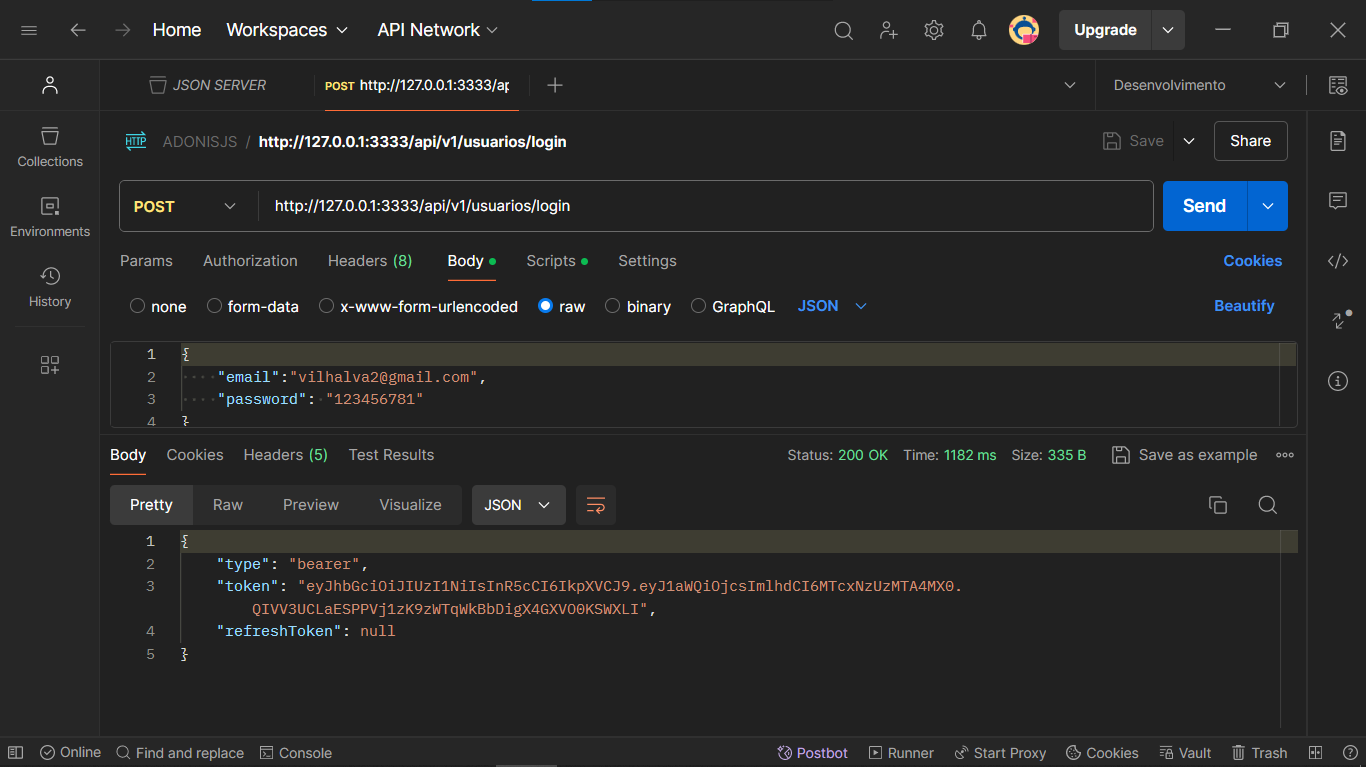 Home Workspaces API Network Upgrade
JSON SERVER POST http://127.0.0.1:3333/ap Desenvolvimento
HTTP ADONISJS / http://127.0.0.1:3333/api/v1/usuarios/login Save Share
Collections
Environments
History
POST http://127.0.0.1:3333/api/v1/usuarios/login Send
Params Authorization Headers (8) Body Scripts Settings Cookies
none form-data x-www-form-urlencoded raw binary GraphQL JSON Beautify
1 {
2 "email":"vilhalva2@gmail.com",
3 "password": "123456781"
4 }
Body Cookies Headers (5) Test Results Status: 200 OK Time: 1182 ms Size: 335 B Save as example
Pretty Raw Preview Visualize JSON
1 {
2 "type": "bearer",
3 "token": "eyJhbGciOiJIUzI1NiIsInR5cCI6IkpXVCJ9.eyJ1aWQiOjcsImlhdCI6MTcxNzUzMTA4MX0.
QIVV3UCLaESPPVj1zK9zWTqWkBbDigX4GXVO0KSWXLI",
4 "refreshToken": null
5 }
Online Find and replace Console Postbot Runner Start Proxy Cookies Vault Trash